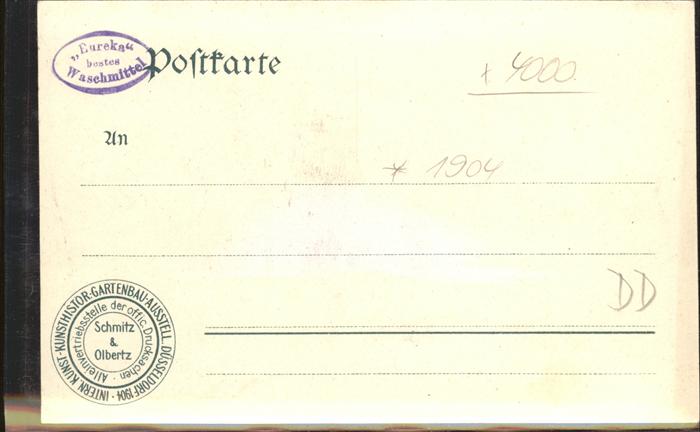 „Eureka“
bestes
Waschmittel
Postkarte
* 4000.
An
* 1904
DD
INTERN. KUNST-KUNSTHISTOR-GARTENBAU-AUSSTELL. DÜSSELDORF 1904 ·
Alleinvertriebsstelle der offic. Drucksachen ·
Schmitz
&
Olbertz